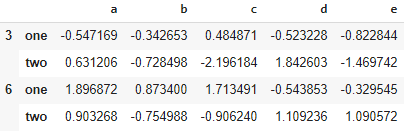 a b c d e
3 one -0.547169 -0.342653 0.484871 -0.523228 -0.822844
two 0.631206 -0.728498 -2.196184 1.842603 -1.469742
6 one 1.896872 0.873400 1.713491 -0.543853 -0.329545
two 0.903268 -0.754988 -0.906240 1.109236 1.090572